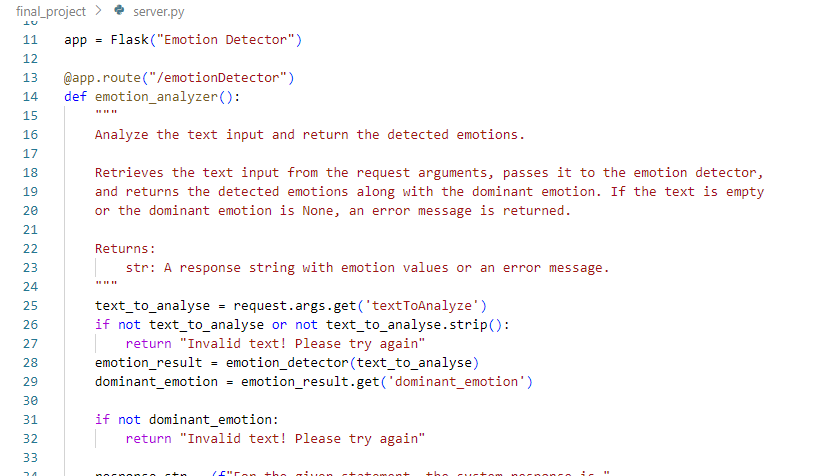 final_project > server.py
11 app = Flask("Emotion Detector")
12
13 @app.route("/emotionDetector")
14 def emotion_analyzer():
15     """
16     Analyze the text input and return the detected emotions.
17
18     Retrieves the text input from the request arguments, passes it to the emotion detector,
19     and returns the detected emotions along with the dominant emotion. If the text is empty
20     or the dominant emotion is None, an error message is returned.
21
22     Returns:
23         str: A response string with emotion values or an error message.
24     """
25     text_to_analyse = request.args.get('textToAnalyze')
26     if not text_to_analyse or not text_to_analyse.strip():
27         return "Invalid text! Please try again"
28     emotion_result = emotion_detector(text_to_analyse)
29     dominant_emotion = emotion_result.get('dominant_emotion')
30
31     if not dominant_emotion:
32         return "Invalid text! Please try again"
33